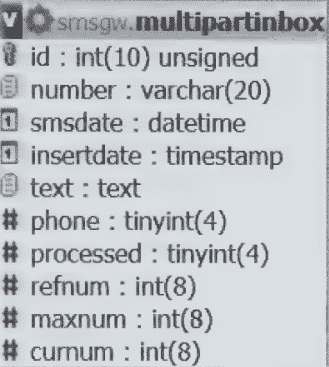 v smsgw.multipartinbox
id : int(10) unsigned
number : varchar(20)
smsdate : datetime
insertdate : timestamp
text : text
# phone : tinyint(4)
# processed : tinyint(4)
# refnum : int(8)
# maxnum : int(8)
# curnum : int(8)